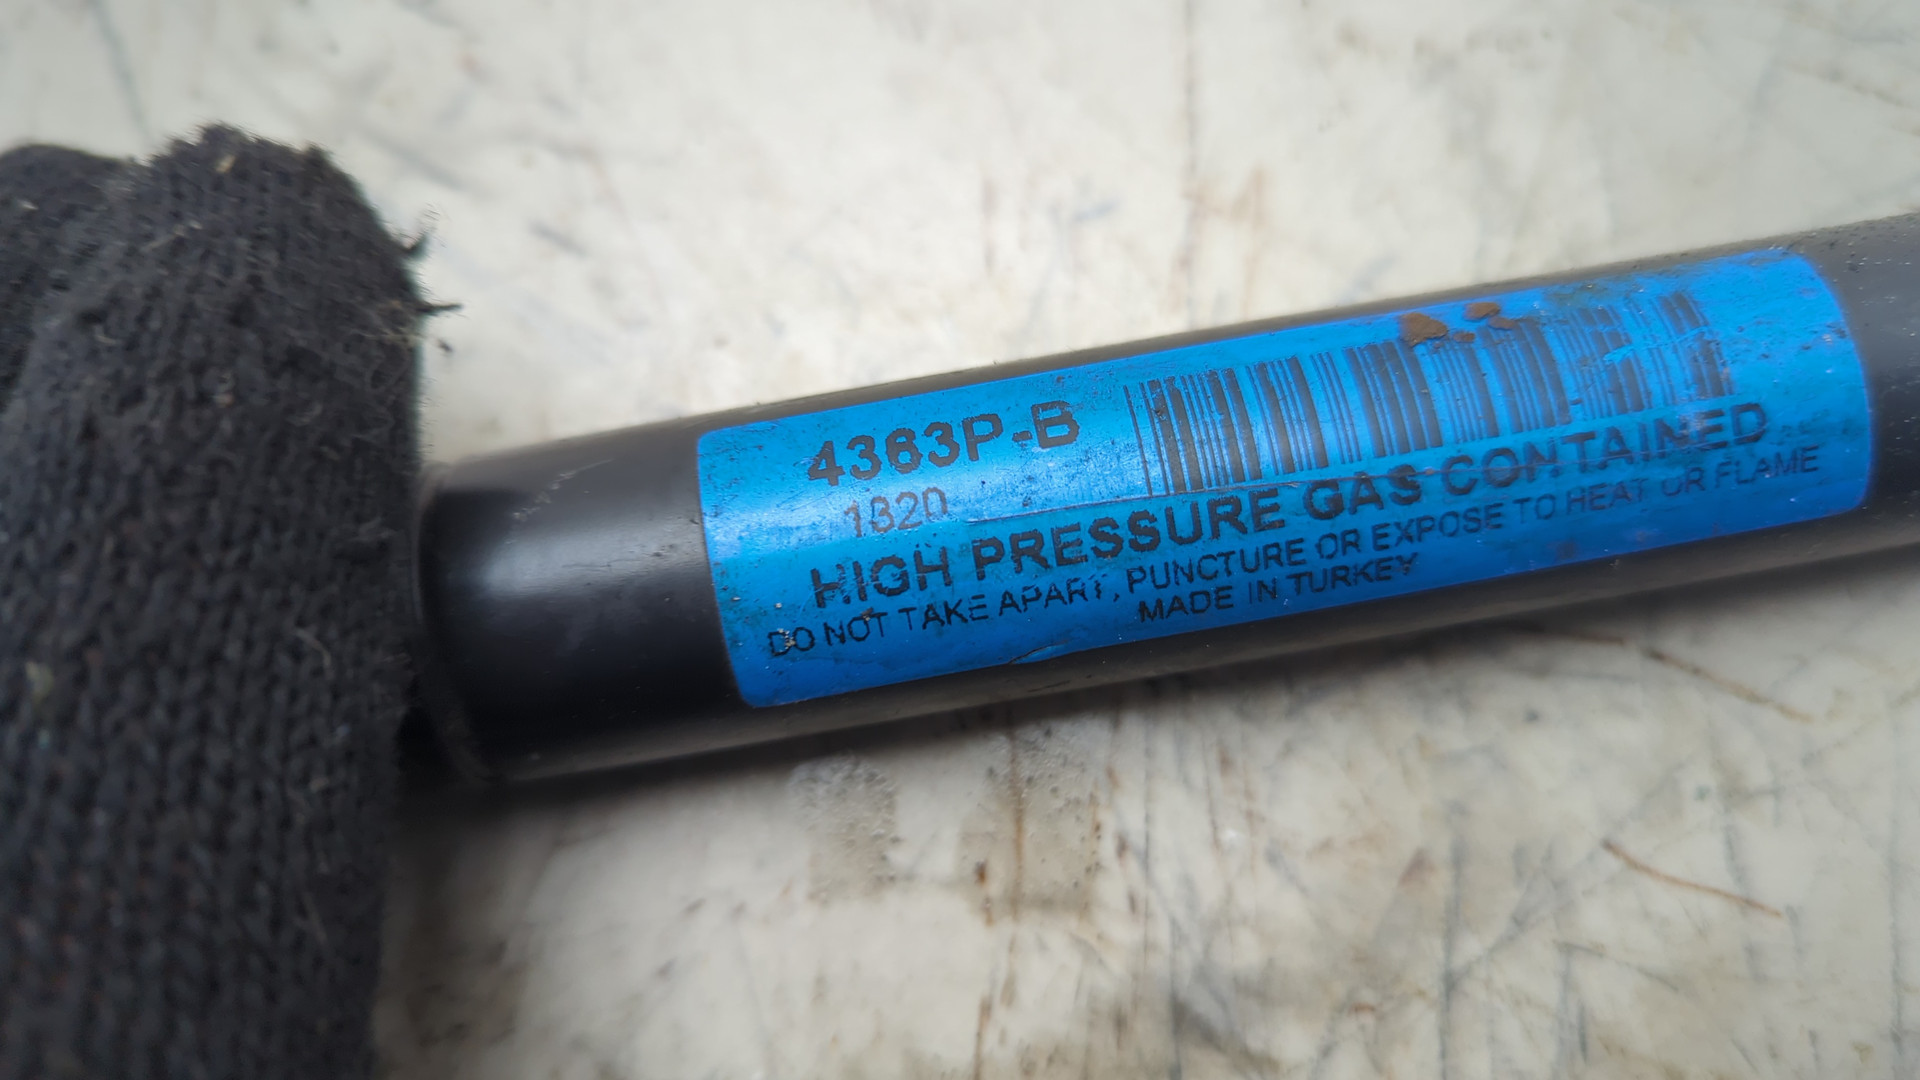 4363P-B
1820
HIGH PRESSURE GAS CONTAINED
DO NOT TAKE APART, PUNCTURE OR EXPOSE TO HEAT OR FLAME
MADE IN TURKEY